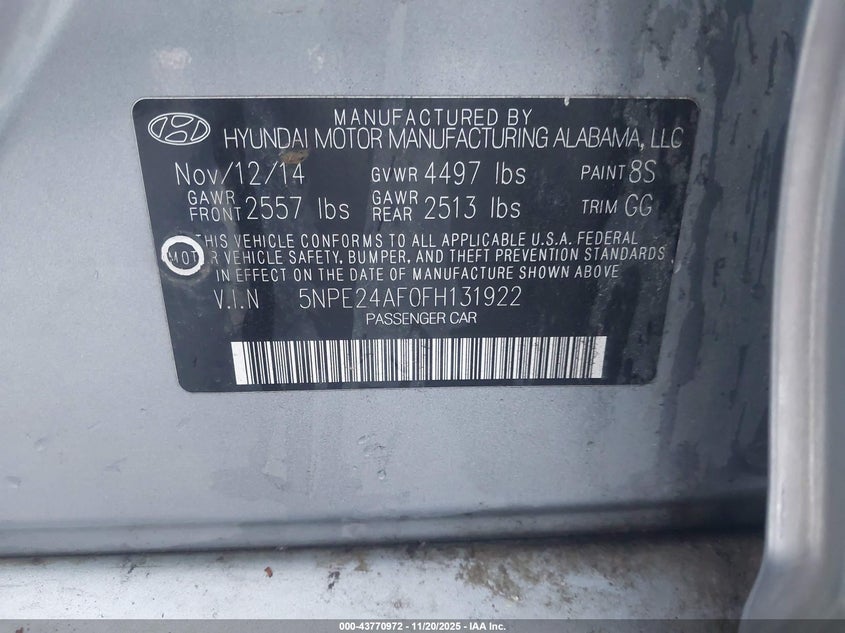 MANUFACTURED BY
HYUNDAI MOTOR MANUFACTURING ALABAMA, LLC
Nov/12/14 GVWR 4497 lbs PAINT 8S
GAWR FRONT 2557 lbs GAWR REAR 2513 lbs TRIM GG
THIS VEHICLE CONFORMS TO ALL APPLICABLE U.S.A. FEDERAL
MOTOR VEHICLE SAFETY, BUMPER, AND THEFT PREVENTION STANDARDS
IN EFFECT ON THE DATE OF MANUFACTURE SHOWN ABOVE
V.I.N 5NPE24AF0FH131922
PASSENGER CAR
000-43770972 - 11/20/2025 - IAA Inc.